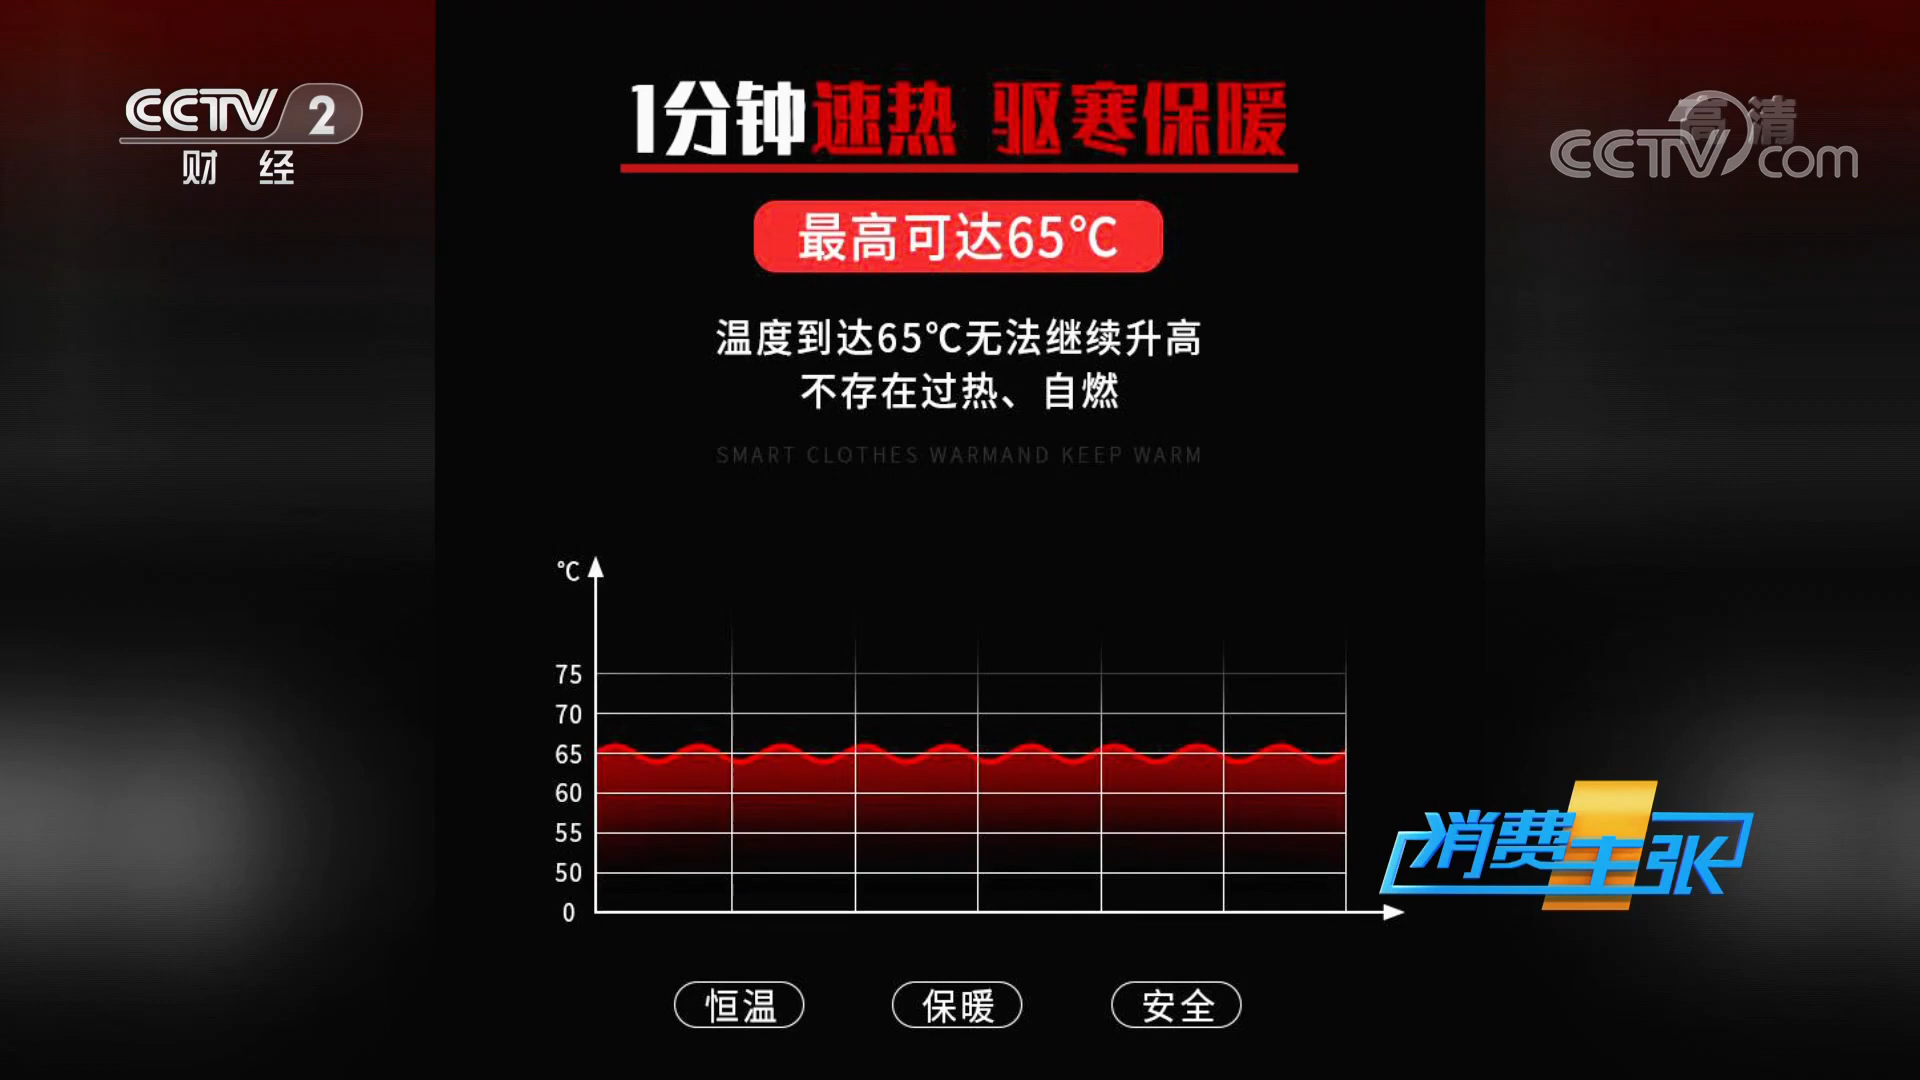 CCTV 2
财 经
高清
CCTV com
1分钟速热 驱寒保暖
最高可达65℃
温度到达65℃无法继续升高
不存在过热、自燃
SMART CLOTHES WARMAND KEEP WARM
℃
75
70
65
60
55
50
0
消费主张
恒温
保暖
安全